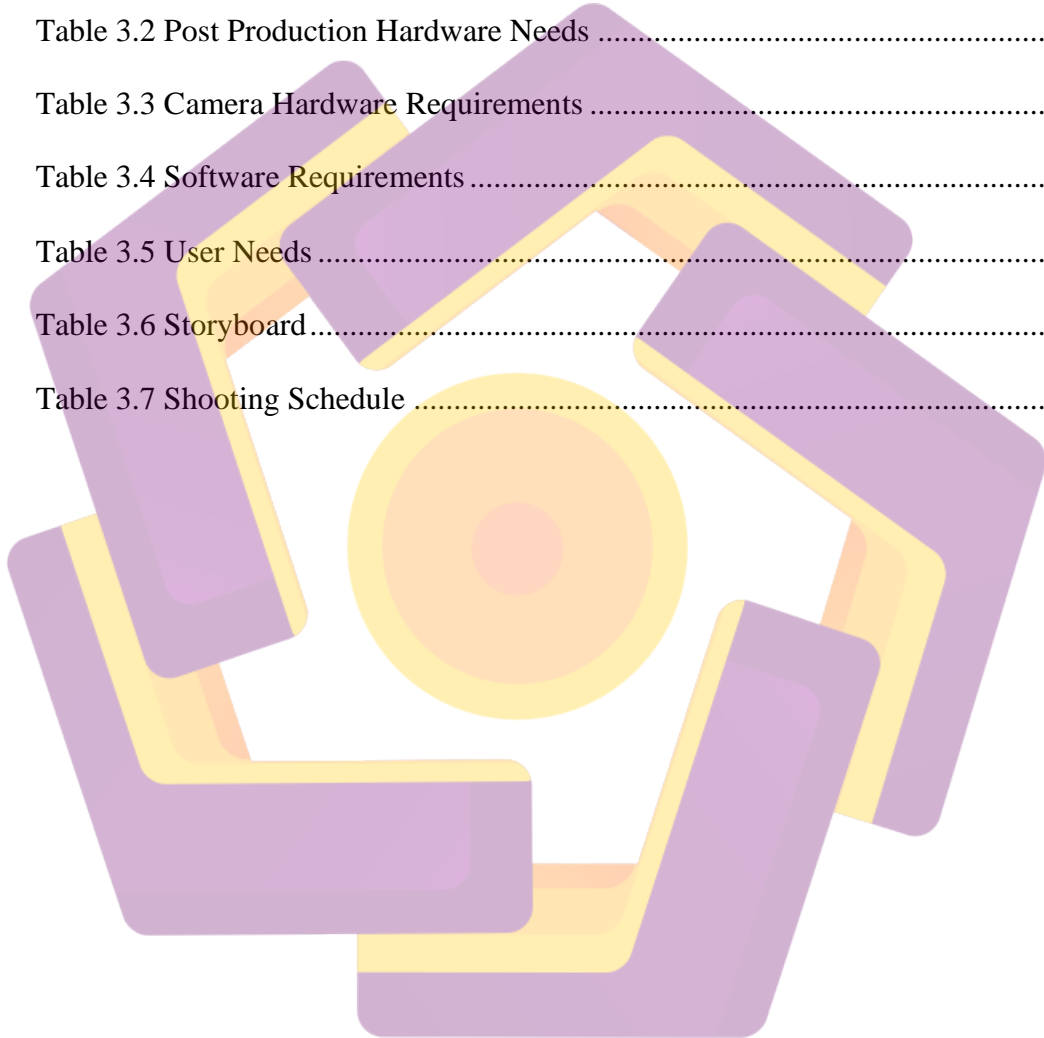 Table 3.2 Post Production Hardware Needs ........................................................
Table 3.3 Camera Hardware Requirements .........................................................
Table 3.4 Software Requirements ........................................................................
Table 3.5 User Needs ...........................................................................................
Table 3.6 Storyboard ............................................................................................
Table 3.7 Shooting Schedule ...............................................................................